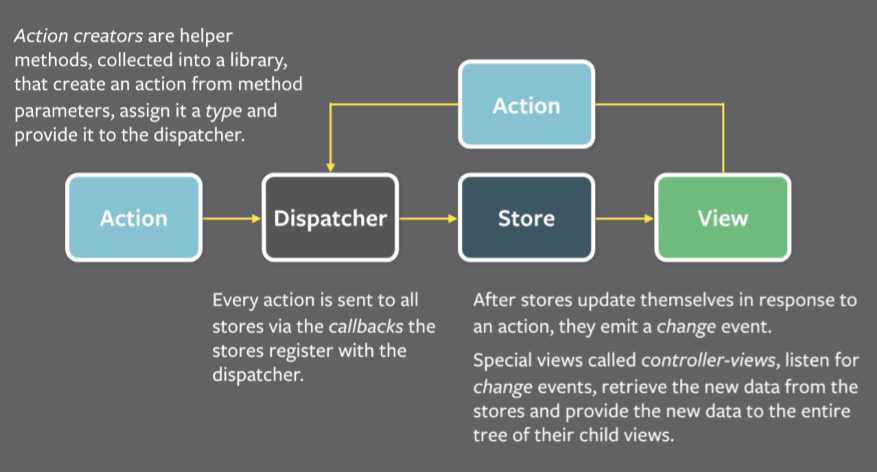 Action creators are helper
methods, collected into a library,
that create an action from method
parameters, assign it a type and
provide it to the dispatcher.
Action
Action
Dispatcher
Store
View
Every action is sent to all
stores via the callbacks the
stores register with the
dispatcher.
After stores update themselves in response to
an action, they emit a change event.
Special views called controller-views, listen for
change events, retrieve the new data from the
stores and provide the new data to the entire
tree of their child views.